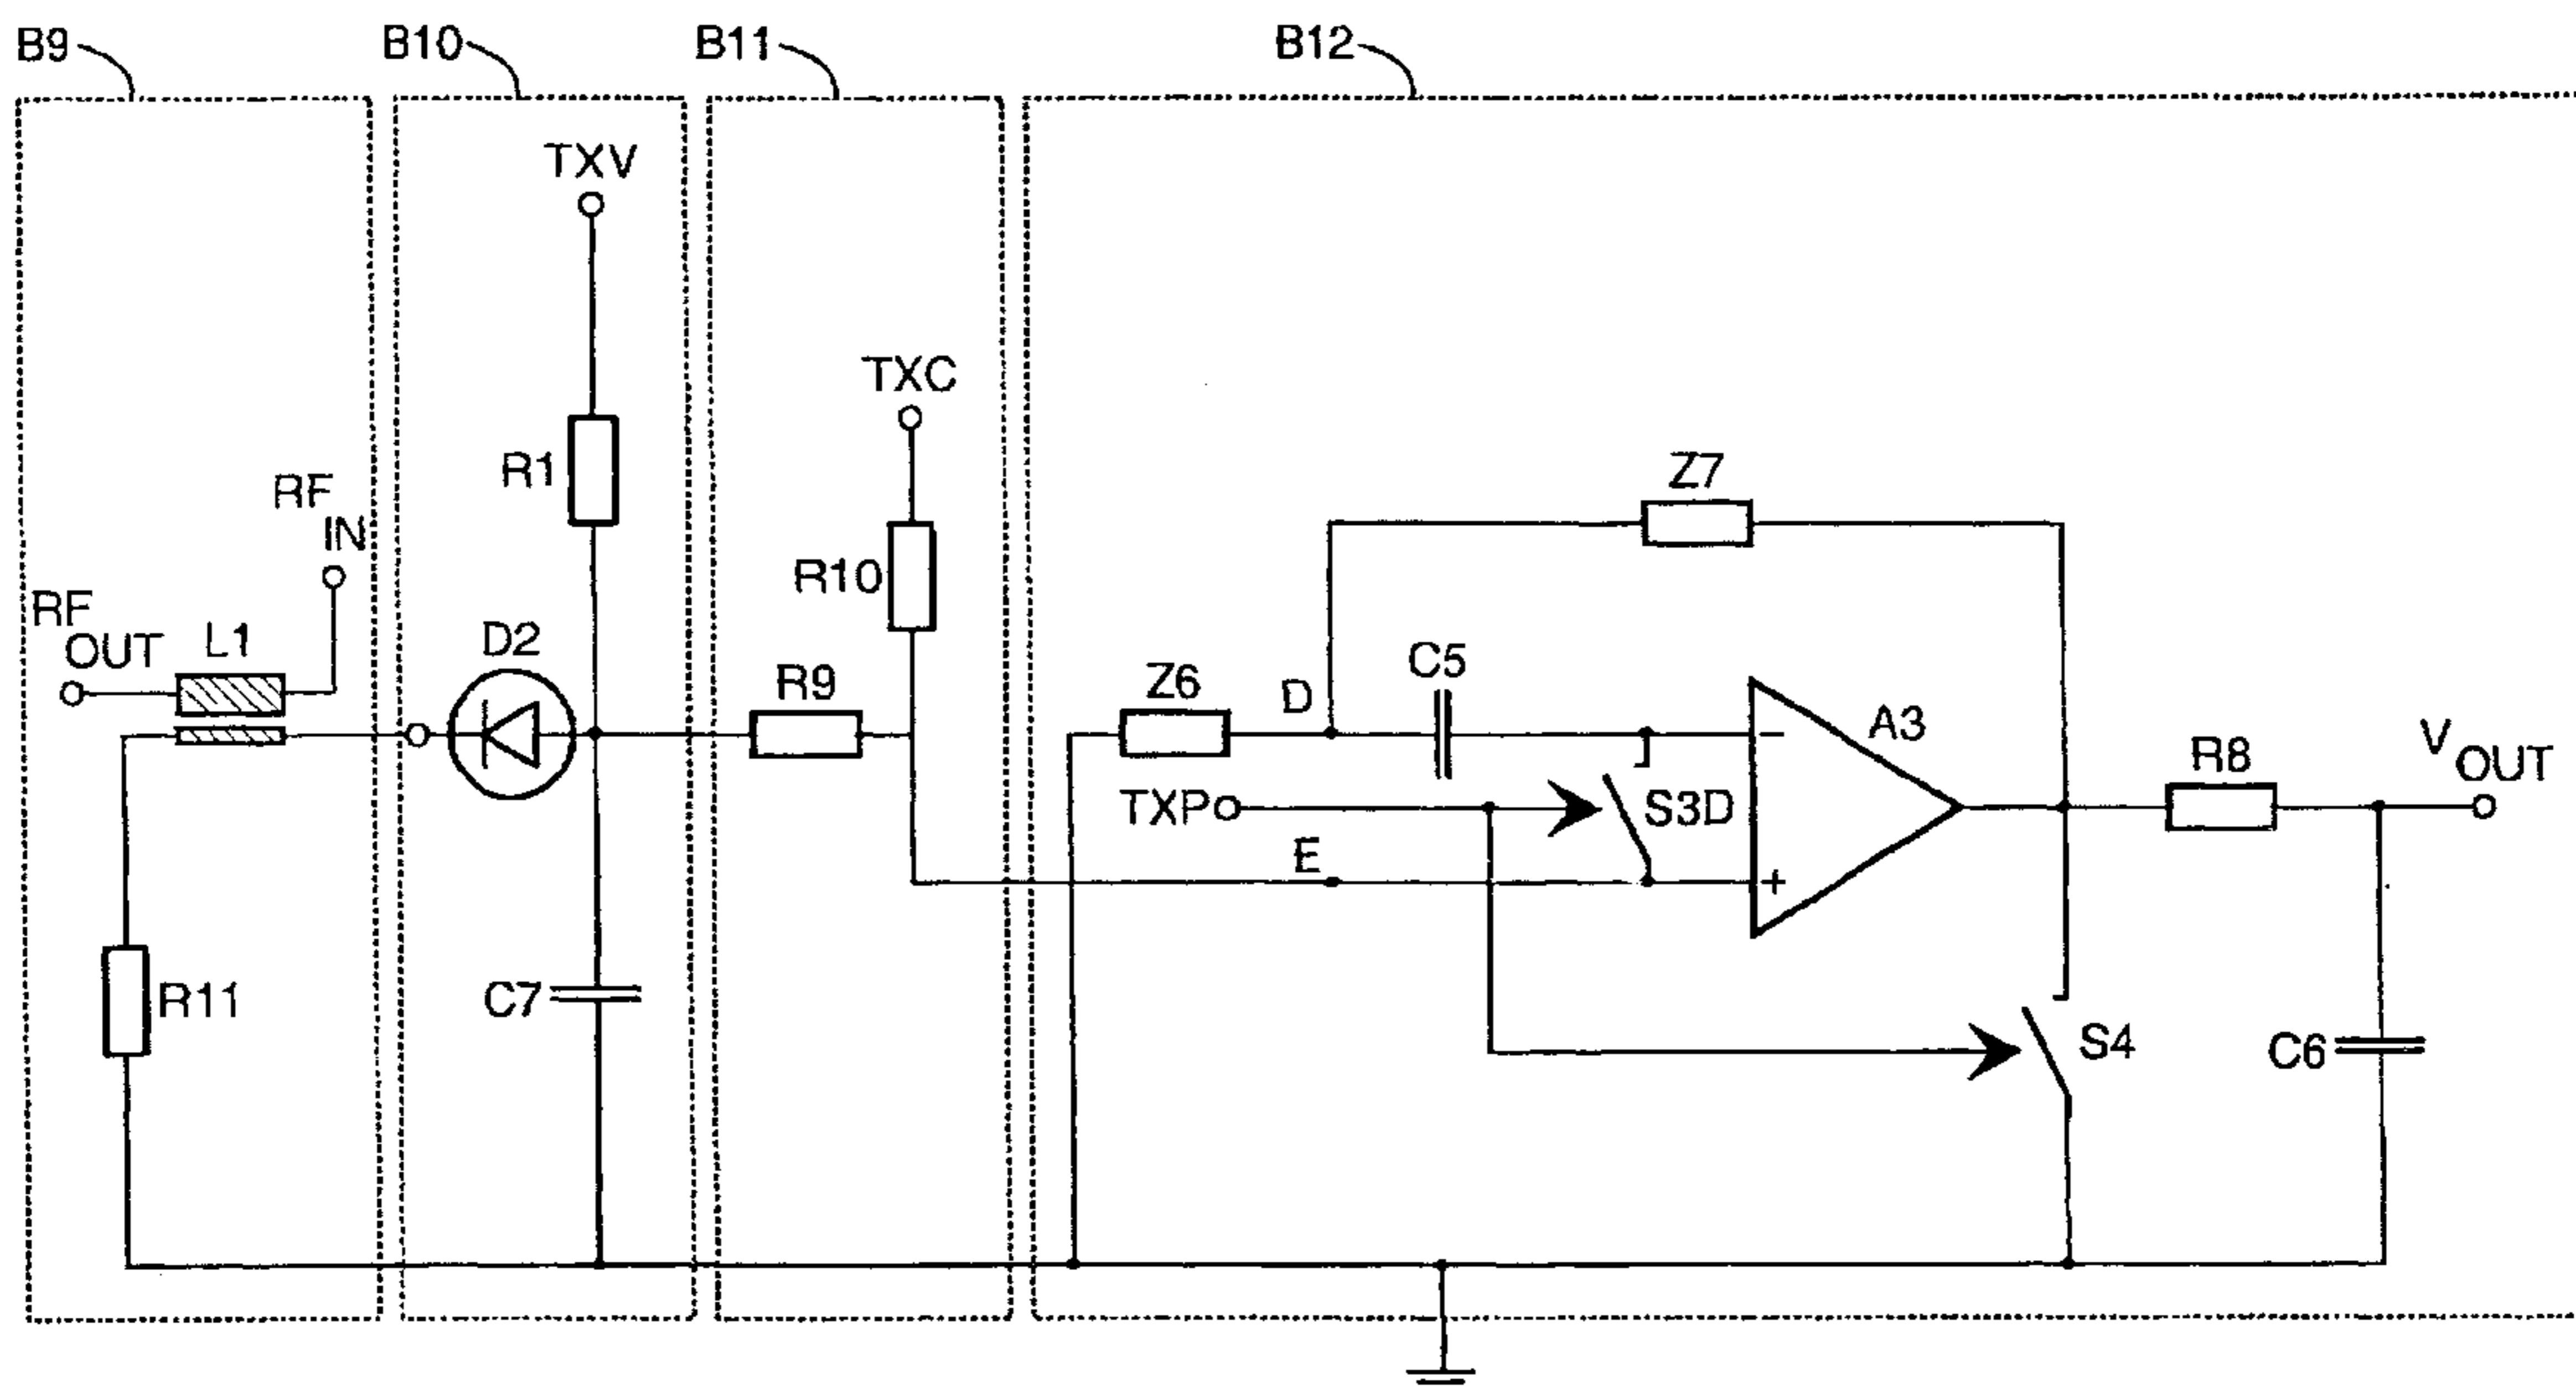 B9
B10
B11
B12
TXV
TXC
R1
RF
IN
R10
Z7
RF
OUT
L1
D2
R9
Z6
D
C5
A3
−
TXP
S3D
R8
V
OUT
E
+
R11
C7
S4
C6